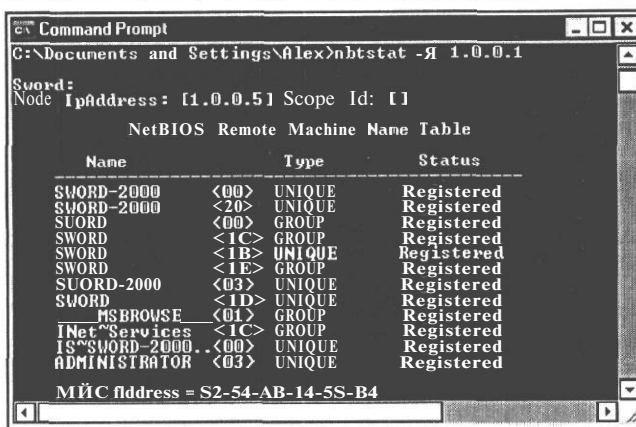 Command Prompt
C:\Documents and Settings\Alex>nbtstat -Я 1.0.0.1
Sword:
Node IpAddress: [1.0.0.5] Scope Id: []
NetBIOS Remote Machine Name Table
Name Type Status
SWORD-2000 <00> UNIQUE Registered
SWORD-2000 <20> UNIQUE Registered
SUORD <00> GROUP Registered
SWORD <1C> GROUP Registered
SWORD <1B> UNIQUE Registered
SWORD <1E> GROUP Registered
SUORD-2000 <03> UNIQUE Registered
SWORD <1D> UNIQUE Registered
__MSBROWSE__<01> GROUP Registered
INet~Services <1C> GROUP Registered
IS~SWORD-2000..<00> UNIQUE Registered
ADMINISTRATOR <03> UNIQUE Registered
МЙС flddress = S2-54-AB-14-5S-B4